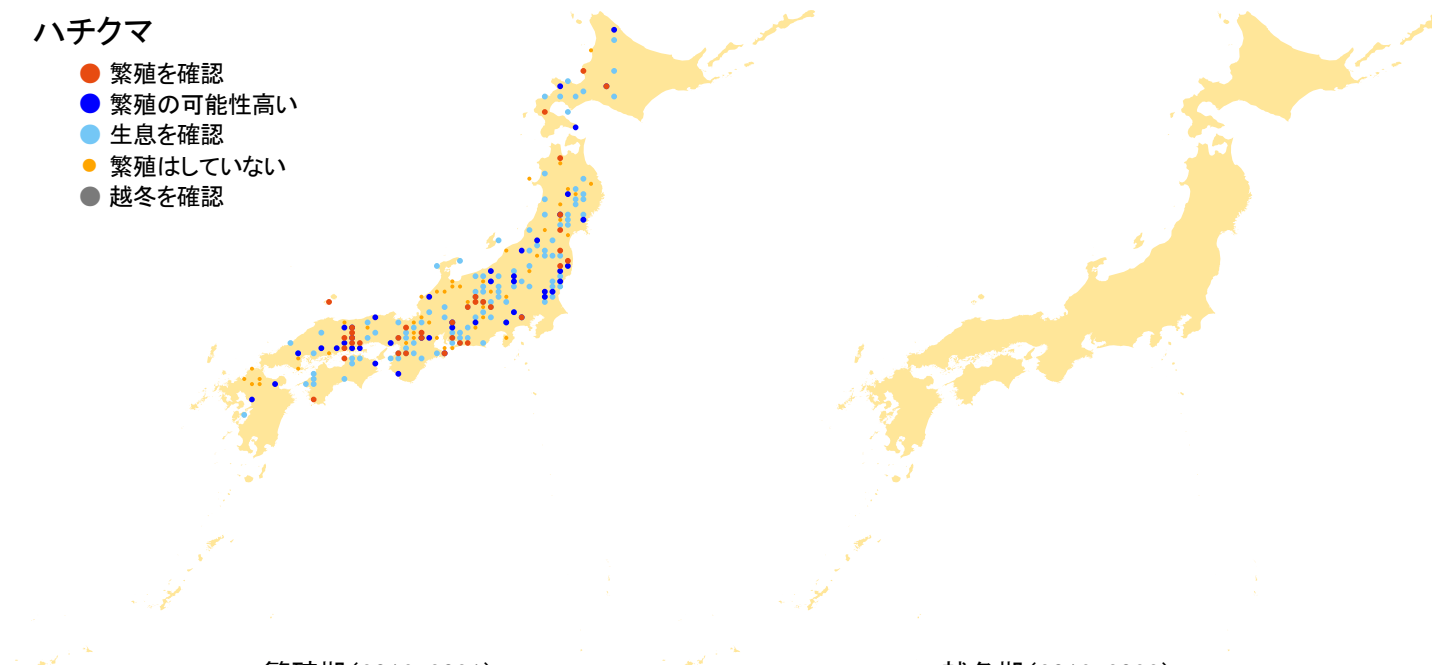 ハチクマ
繁殖を確認
繁殖の可能性高い
生息を確認
繁殖はしていない
越冬を確認